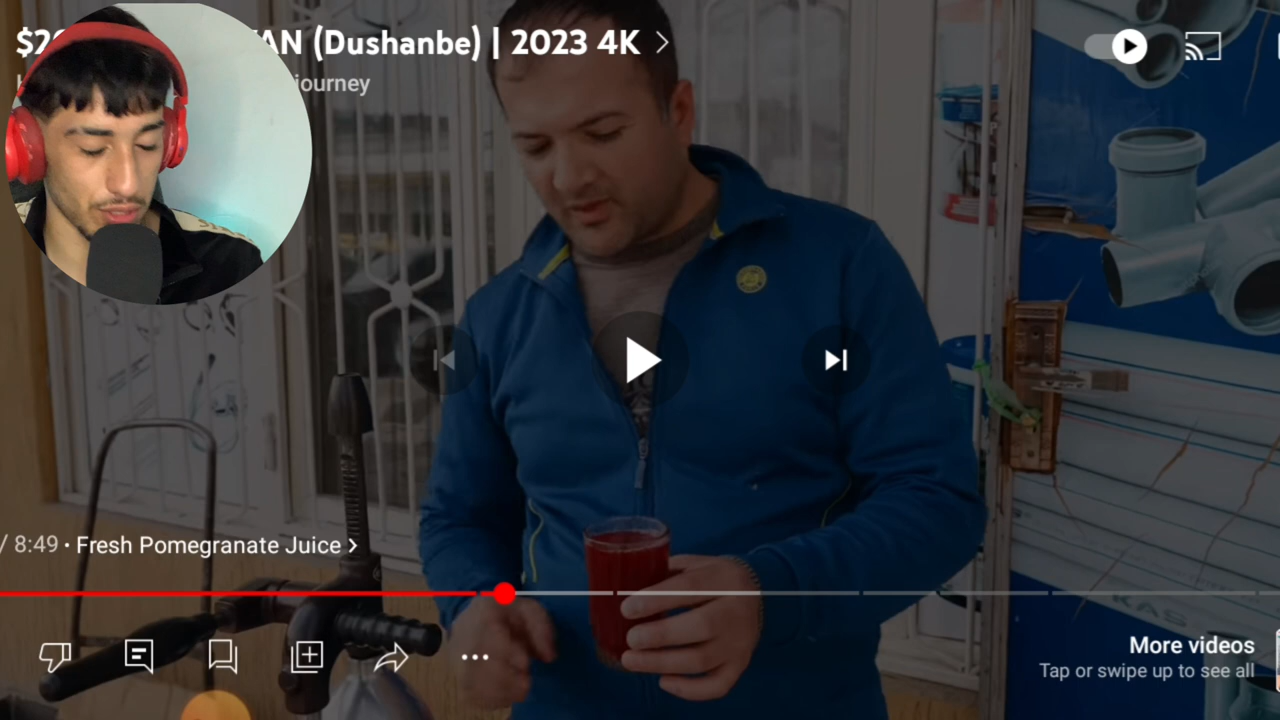 AN (Dushanbe) | 2023 4K
journey
/ 8:49 · Fresh Pomegranate Juice
More videos
Tap or swipe up to see all
KAS